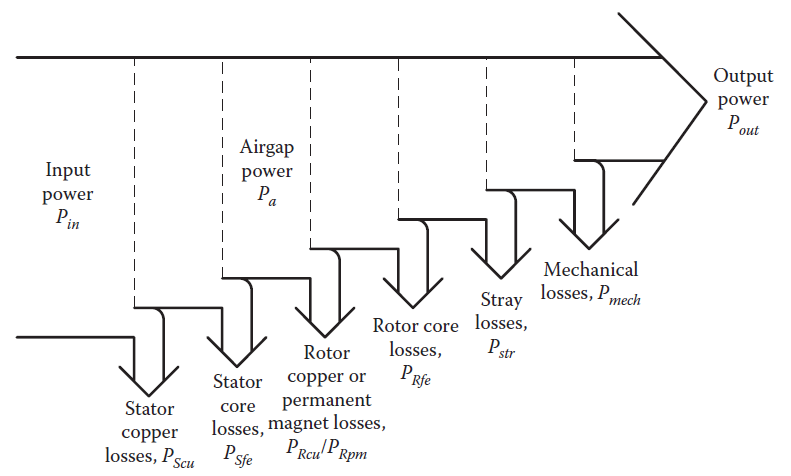 Input
power
P_in
Airgap
power
P_a
Output
power
P_out
Stator
copper
losses, P_Scu
Stator
core
losses,
P_Sfe
Rotor
copper or
permanent
magnet losses,
P_Rcu/P_Rpm
Rotor core
losses,
P_Rfe
Stray
losses,
P_str
Mechanical
losses, P_mech